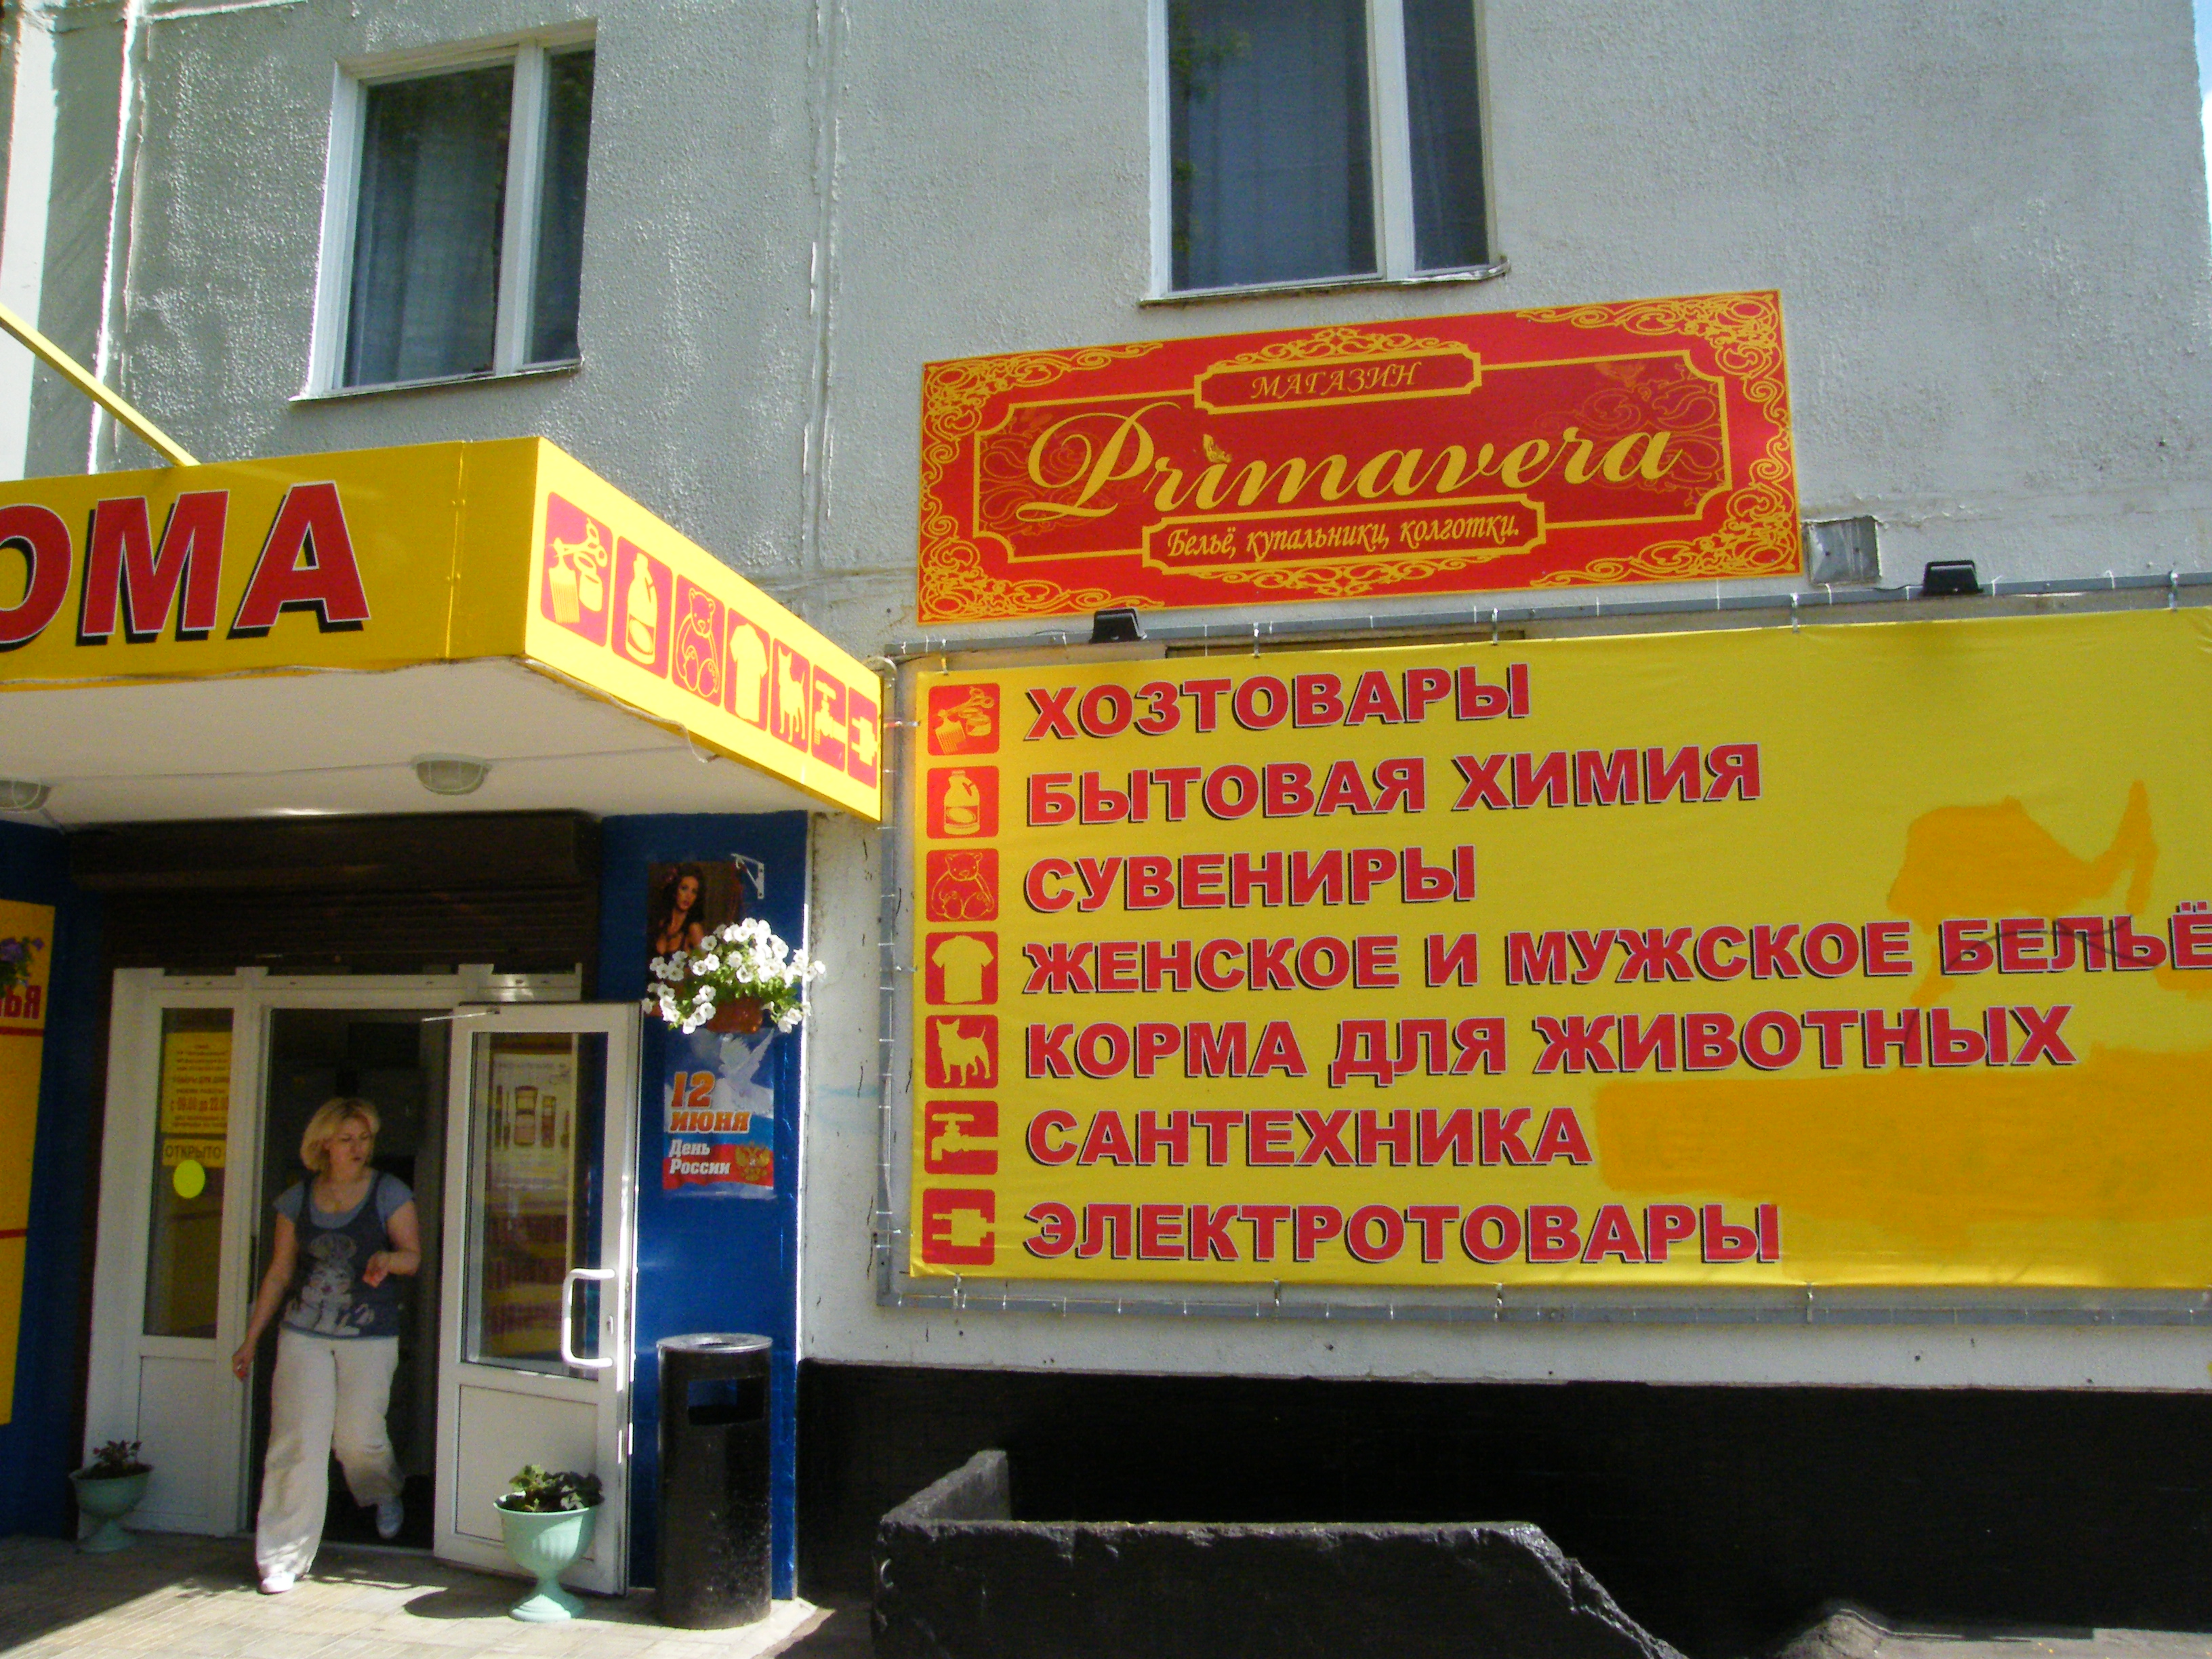 ОМА
МАГАЗИН
Primavera
Бельё, купальники, колготки.
ХОЗТОВАРЫ
БЫТОВАЯ ХИМИЯ
СУВЕНИРЫ
ЖЕНСКОЕ И МУЖСКОЕ БЕЛЬЁ
КОРМА ДЛЯ ЖИВОТНЫХ
САНТЕХНИКА
ЭЛЕКТРОТОВАРЫ
ОТКРЫТО
12
ИЮНЯ
День
России